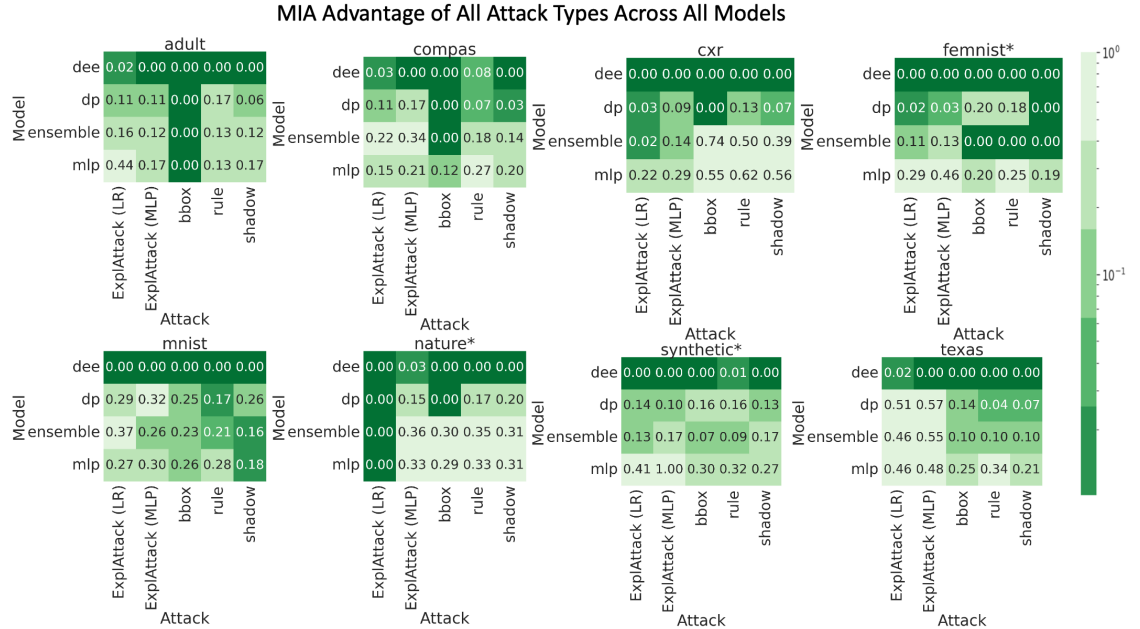 MIA Advantage of All Attack Types Across All Models
adult
Model
dee 0.02 0.00 0.00 0.00 0.00
dp 0.11 0.11 0.00 0.17 0.06
ensemble 0.16 0.12 0.00 0.13 0.12
mlp 0.44 0.17 0.00 0.13 0.17
ExplAttack (LR)
ExplAttack (MLP)
bbox
rule
shadow
Attack
compas
Model
dee 0.03 0.00 0.00 0.08 0.00
dp 0.11 0.17 0.00 0.07 0.03
ensemble 0.22 0.34 0.00 0.18 0.14
mlp 0.15 0.21 0.12 0.27 0.20
ExplAttack (LR)
ExplAttack (MLP)
bbox
rule
shadow
Attack
cxr
Model
dee 0.00 0.00 0.00 0.00 0.00
dp 0.03 0.09 0.00 0.13 0.07
ensemble 0.02 0.14 0.74 0.50 0.39
mlp 0.22 0.29 0.55 0.62 0.56
ExplAttack (LR)
ExplAttack (MLP)
bbox
rule
shadow
Attack
femnist*
Model
dee 0.00 0.00 0.00 0.00 0.00
dp 0.02 0.03 0.20 0.18 0.00
ensemble 0.11 0.13 0.00 0.00 0.00
mlp 0.29 0.46 0.20 0.25 0.19
ExplAttack (LR)
ExplAttack (MLP)
bbox
rule
shadow
Attack
10⁰
10⁻¹
mnist
Model
dee 0.00 0.00 0.00 0.00 0.00
dp 0.29 0.32 0.25 0.17 0.26
ensemble 0.37 0.26 0.23 0.21 0.16
mlp 0.27 0.30 0.26 0.28 0.18
ExplAttack (LR)
ExplAttack (MLP)
bbox
rule
shadow
Attack
nature*
Model
dee 0.00 0.03 0.00 0.00 0.00
dp 0.00 0.15 0.00 0.17 0.20
ensemble 0.00 0.36 0.30 0.35 0.31
mlp 0.00 0.33 0.29 0.33 0.31
ExplAttack (LR)
ExplAttack (MLP)
bbox
rule
shadow
Attack
synthetic*
Model
dee 0.00 0.00 0.00 0.01 0.00
dp 0.14 0.10 0.16 0.16 0.13
ensemble 0.13 0.17 0.07 0.09 0.17
mlp 0.41 1.00 0.30 0.32 0.27
ExplAttack (LR)
ExplAttack (MLP)
bbox
rule
shadow
Attack
texas
Model
dee 0.02 0.00 0.00 0.00 0.00
dp 0.51 0.57 0.14 0.04 0.07
ensemble 0.46 0.55 0.10 0.10 0.10
mlp 0.46 0.48 0.25 0.34 0.21
ExplAttack (LR)
ExplAttack (MLP)
bbox
rule
shadow
Attack